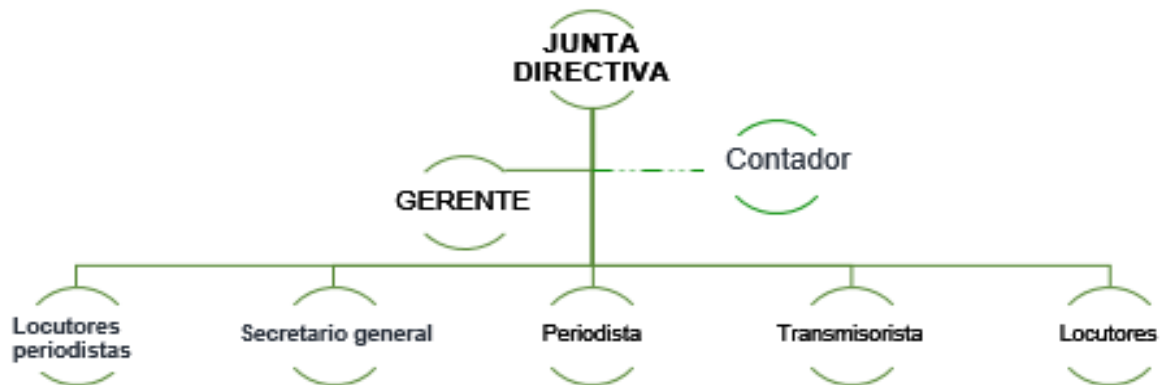 JUNTA
DIRECTIVA
Contador
GERENTE
Locutores
periodistas
Secretario general
Periodista
Transmisorista
Locutores